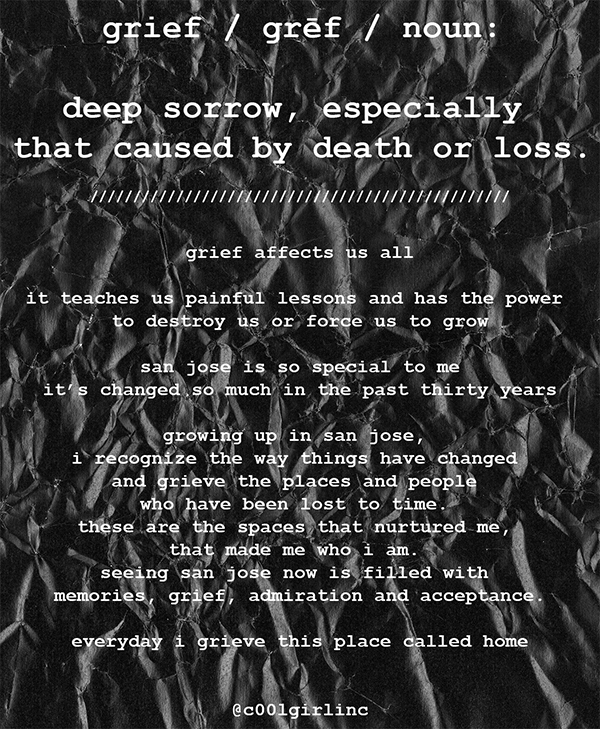 grief / grēf / noun:
deep sorrow, especially
that caused by death or loss.
//////////////////////////////////////////////////
grief affects us all
it teaches us painful lessons and has the power
to destroy us or force us to grow
san jose is so special to me
it’s changed so much in the past thirty years
growing up in san jose,
i recognize the way things have changed
and grieve the places and people
who have been lost to time.
these are the spaces that nurtured me,
that made me who i am.
seeing san jose now is filled with
memories, grief, admiration and acceptance.
everyday i grieve this place called home
@c00lgirlinc